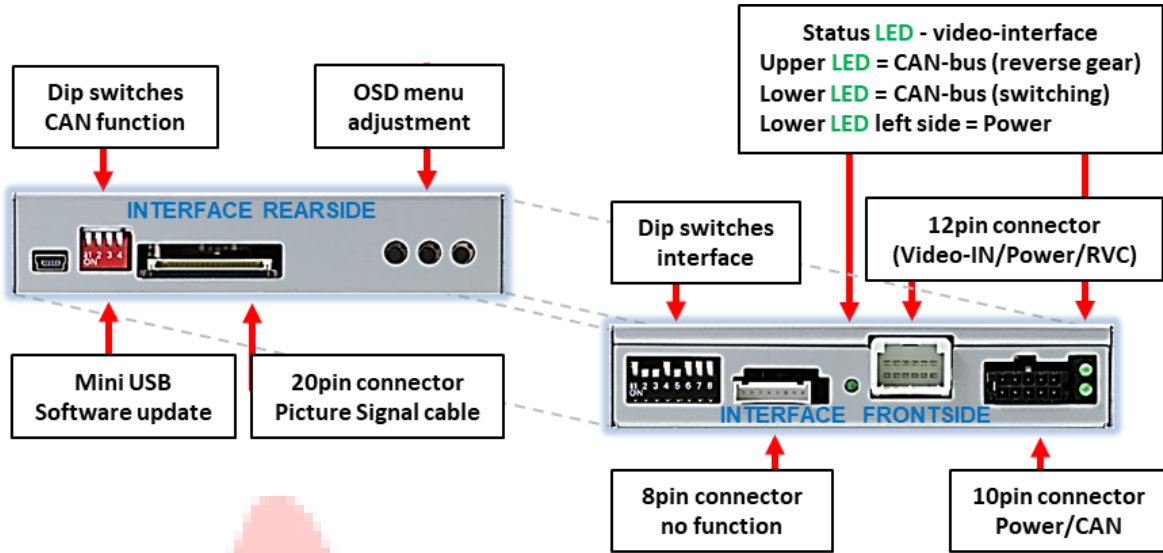 Status LED - video-interface
Upper LED = CAN-bus (reverse gear)
Lower LED = CAN-bus (switching)
Lower LED left side = Power
Dip switches
CAN function
OSD menu
adjustment
INTERFACE REARSIDE
1 2 3 4
ON
Dip switches
interface
12pin connector
(Video-IN/Power/RVC)
Mini USB
Software update
20pin connector
Picture Signal cable
1 2 3 4 5 6 7 8
ON
INTERFACE FRONTSIDE
8pin connector
no function
10pin connector
Power/CAN